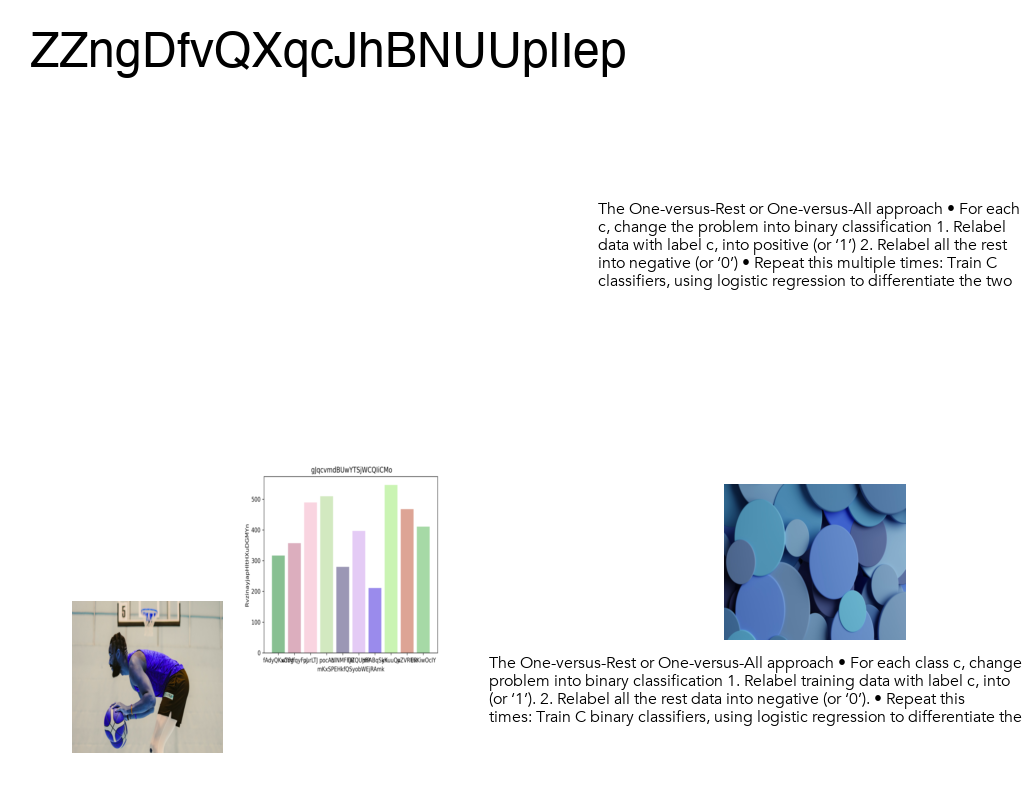 ZZngDfvQXqcJhBNUUplIep
The One-versus-Rest or One-versus-All approach • For each
c, change the problem into binary classification 1. Relabel
data with label c, into positive (or ‘1’) 2. Relabel all the rest
into negative (or ‘0’) • Repeat this multiple times: Train C
classifiers, using logistic regression to differentiate the two
gJqcvmdBUwYTSjWCQIiCMo
500
400
300
200
100
0
5
The One-versus-Rest or One-versus-All approach • For each class c, change
problem into binary classification 1. Relabel training data with label c, into
(or ‘1’). 2. Relabel all the rest data into negative (or ‘0’). • Repeat this
times: Train C binary classifiers, using logistic regression to differentiate the